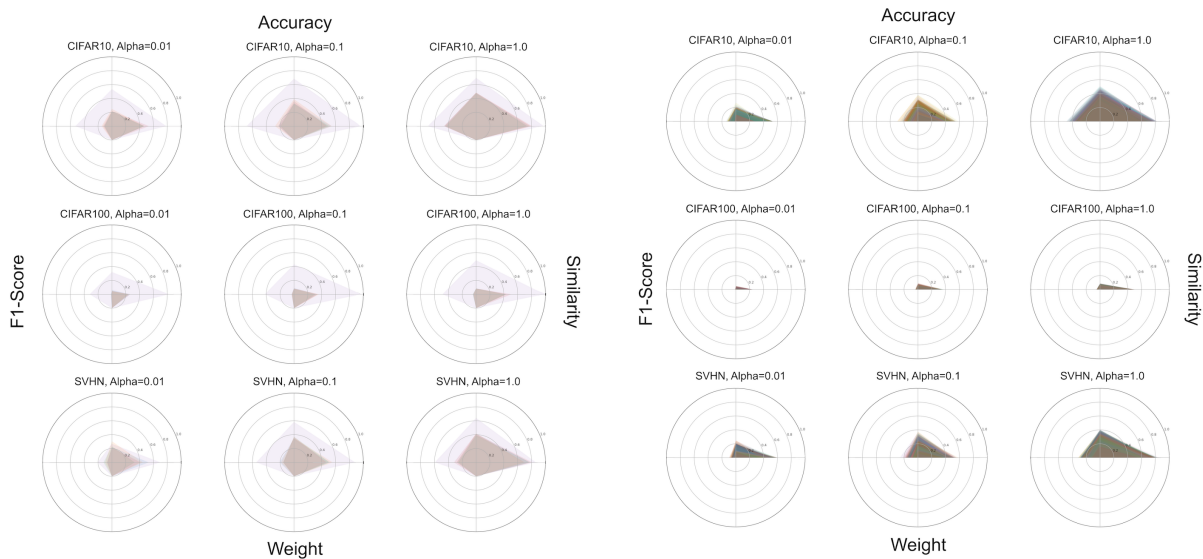 Accuracy
CIFAR10, Alpha=0.01
CIFAR10, Alpha=0.1
CIFAR10, Alpha=1.0
CIFAR100, Alpha=0.01
CIFAR100, Alpha=0.1
CIFAR100, Alpha=1.0
F1-Score
Similarity
SVHN, Alpha=0.01
SVHN, Alpha=0.1
SVHN, Alpha=1.0
Weight
Accuracy
CIFAR10, Alpha=0.01
CIFAR10, Alpha=0.1
CIFAR10, Alpha=1.0
CIFAR100, Alpha=0.01
CIFAR100, Alpha=0.1
CIFAR100, Alpha=1.0
F1-Score
Similarity
SVHN, Alpha=0.01
SVHN, Alpha=0.1
SVHN, Alpha=1.0
Weight